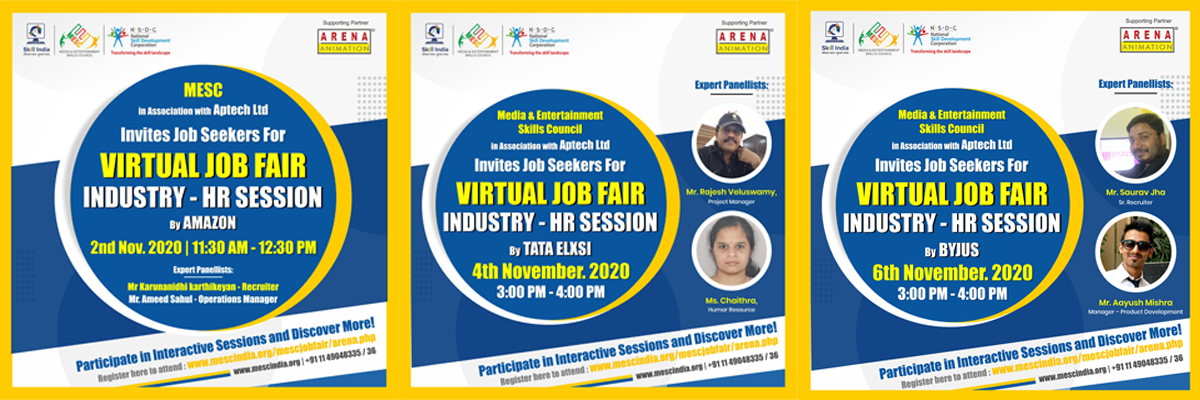 Skill India
MEDIA & ENTERTAINMENT
SKILLS COUNCIL
N·S·D·C
National
Skill Development
Corporation
Transforming the skill landscape
Supporting Partner
ARENA
ANIMATION
MESC
in Association with Aptech Ltd
Invites Job Seekers For
VIRTUAL JOB FAIR
INDUSTRY - HR SESSION
By AMAZON
2nd Nov. 2020 | 11:30 AM - 12:30 PM
Expert Panellists:
Mr Karunanidhi karthikeyan - Recruiter
Mr. Ameed Sahul - Operations Manager
Participate in Interactive Sessions and Discover More!
Register here to attend : www.mescindia.org/mescjobfair/arena.php
www.mescindia.org | +91 11 49048335 / 36
Skill India
MEDIA & ENTERTAINMENT
SKILLS COUNCIL
N·S·D·C
National
Skill Development
Corporation
Transforming the skill landscape
Supporting Partner
ARENA
ANIMATION
Expert Panellists:
Media & Entertainment
Skills Council
in Association with Aptech Ltd
Invites Job Seekers For
VIRTUAL JOB FAIR
INDUSTRY - HR SESSION
By TATA ELXSI
4th November. 2020
3:00 PM - 4:00 PM
Mr. Rajesh Veluswamy,
Project Manager
Ms. Chaithra,
Humar Resource
Participate in Interactive Sessions and Discover More!
Register here to attend : www.mescindia.org/mescjobfair/arena.php
www.mescindia.org | +91 11 49048335 / 36
Skill India
MEDIA & ENTERTAINMENT
SKILLS COUNCIL
N·S·D·C
National
Skill Development
Corporation
Transforming the skill landscape
Supporting Partner
ARENA
ANIMATION
Expert Panellists:
Media & Entertainment
Skills Council
in Association with Aptech Ltd
Invites Job Seekers For
VIRTUAL JOB FAIR
INDUSTRY - HR SESSION
By BYJUS
6th November. 2020
3:00 PM - 4:00 PM
Mr. Saurav Jha
Sr. Recruiter
Mr. Aayush Mishra
Manager – Product Development
Participate in Interactive Sessions and Discover More!
Register here to attend : www.mescindia.org/mescjobfair/arena.php
www.mescindia.org | +91 11 49048335 / 36